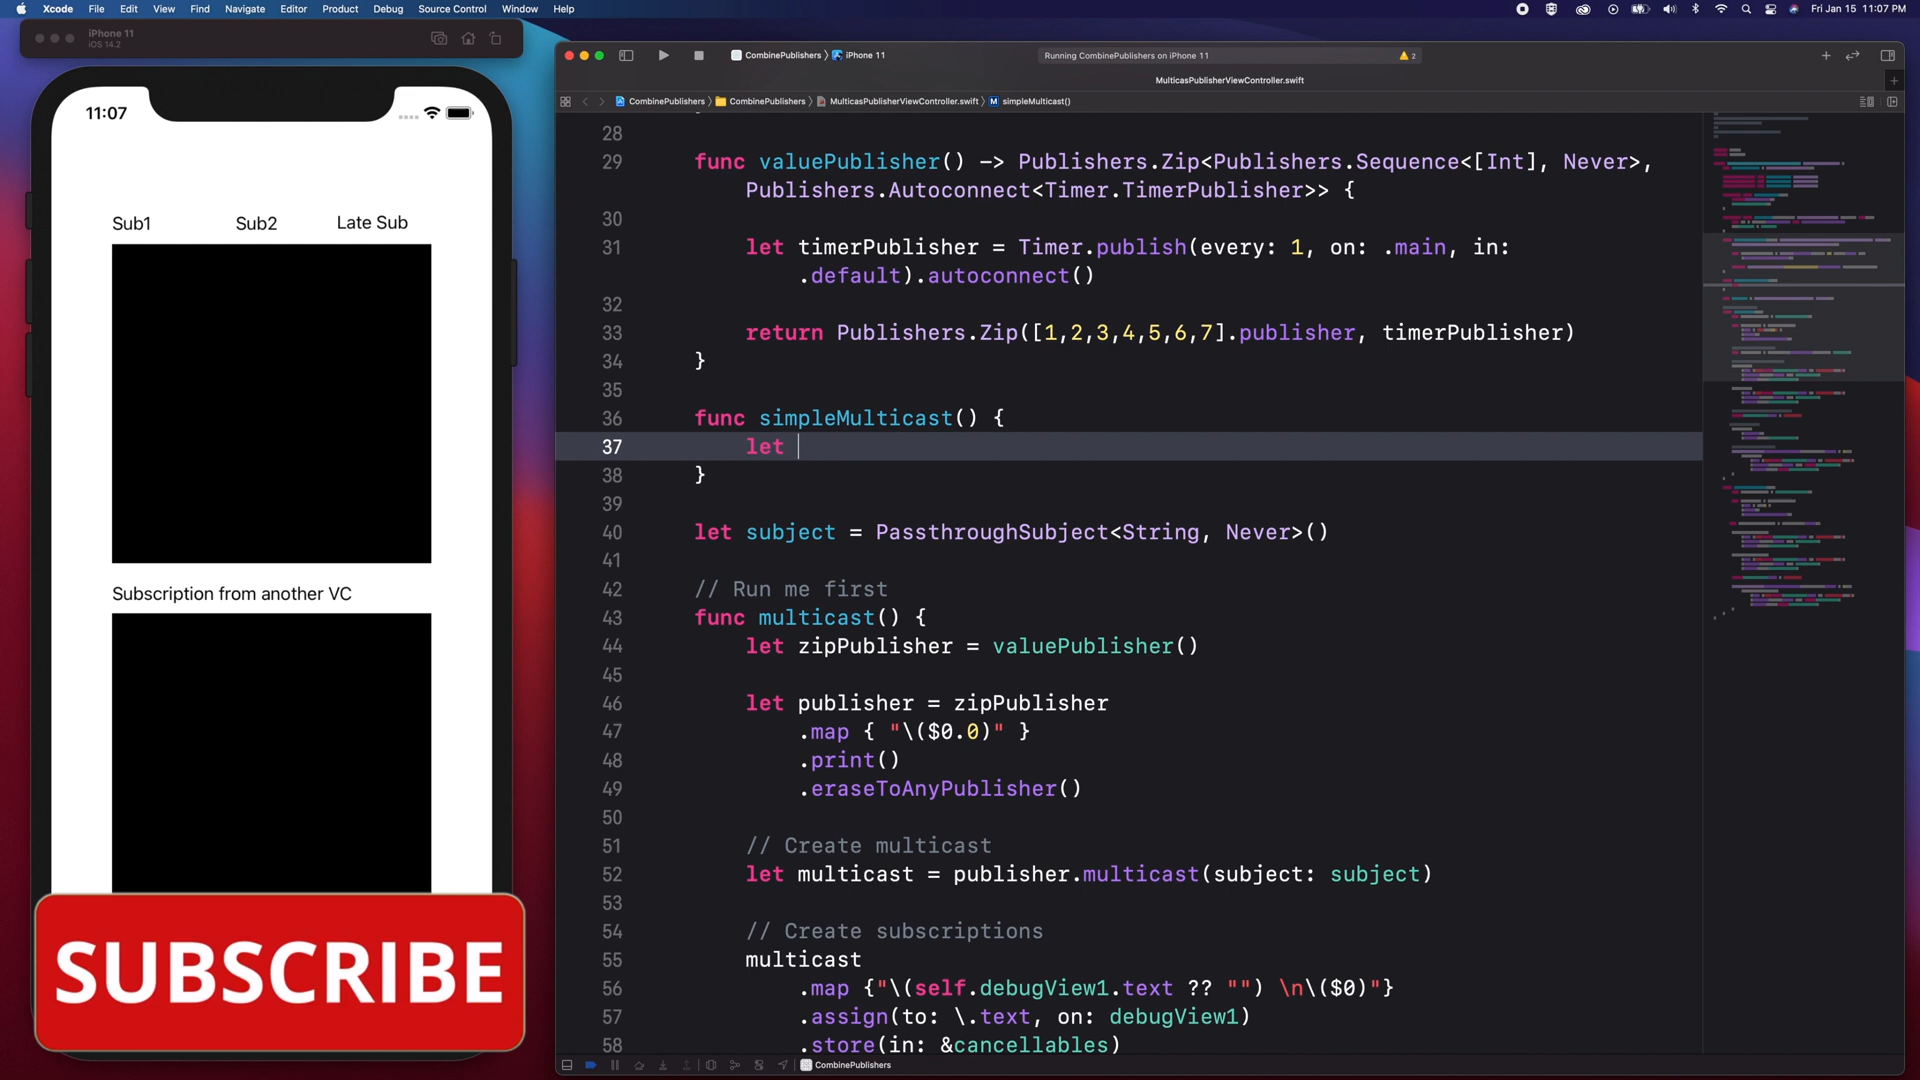 Xcode File Edit View Find Navigate Editor Product Debug Source Control Window Help
Fri Jan 15 11:07 PM
iPhone 11
iOS 14.2
11:07
Sub1 Sub2 Late Sub
Subscription from another VC
SUBSCRIBE
CombinePublishers iPhone 11
Running CombinePublishers on iPhone 11
2
MulticasPublisherViewController.swift
CombinePublishers CombinePublishers MulticasPublisherViewController.swift M simpleMulticast()
28
29 func valuePublisher() -> Publishers.Zip<Publishers.Sequence<[Int], Never>,
Publishers.Autoconnect<Timer.TimerPublisher>> {
30
31 let timerPublisher = Timer.publish(every: 1, on: .main, in:
.default).autoconnect()
32
33 return Publishers.Zip([1,2,3,4,5,6,7].publisher, timerPublisher)
34 }
35
36 func simpleMulticast() {
37 let
38 }
39
40 let subject = PassthroughSubject<String, Never>()
41
42 // Run me first
43 func multicast() {
44 let zipPublisher = valuePublisher()
45
46 let publisher = zipPublisher
47 .map { "\($0.0)" }
48 .print()
49 .eraseToAnyPublisher()
50
51 // Create multicast
52 let multicast = publisher.multicast(subject: subject)
53
54 // Create subscriptions
55 multicast
56 .map {"\(self.debugView1.text ?? "") \n\($0)"}
57 .assign(to: \.text, on: debugView1)
58 .store(in: &cancellables)
CombinePublishers